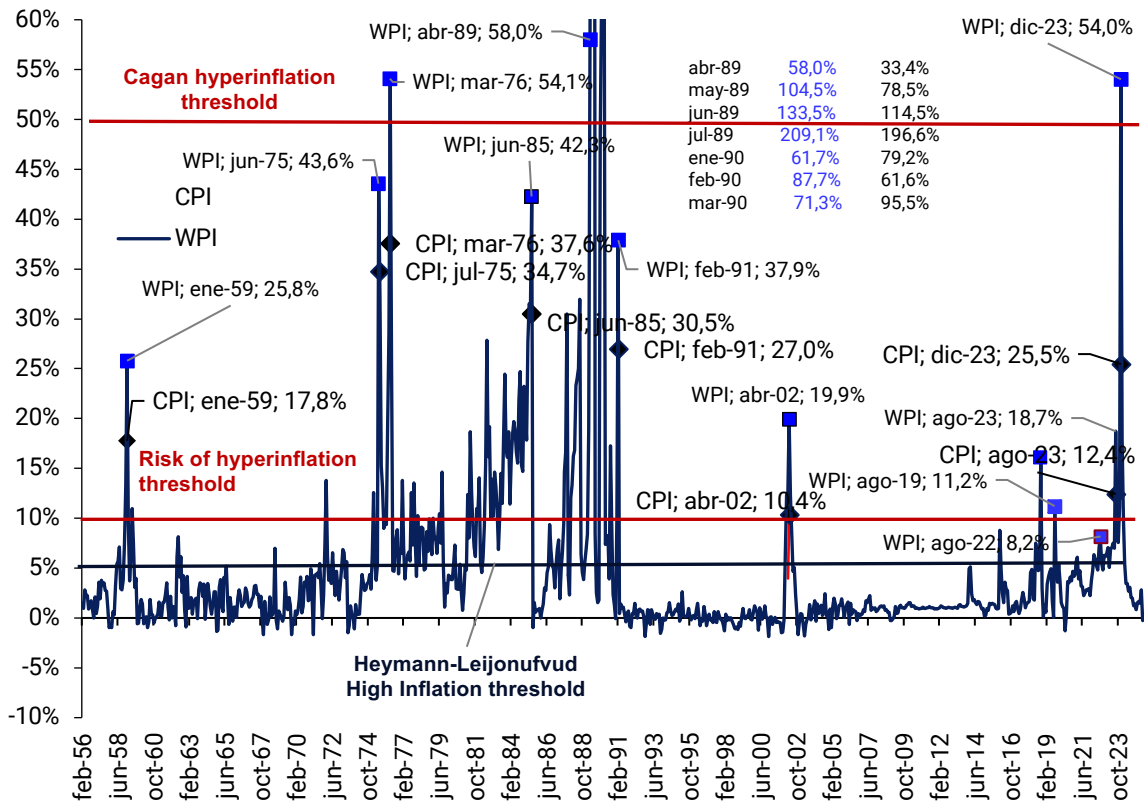 60%
55%
50%
45%
40%
35%
30%
25%
20%
15%
10%
5%
0%
-5%
-10%
WPI; abr-89; 58,0%
WPI; dic-23; 54,0%
Cagan hyperinflation
threshold
WPI; mar-76; 54,1%
abr-89 58,0% 33,4%
may-89 104,5% 78,5%
jun-89 133,5% 114,5%
jul-89 209,1% 196,6%
ene-90 61,7% 79,2%
feb-90 87,7% 61,6%
mar-90 71,3% 95,5%
WPI; jun-75; 43,6%
WPI; jun-85; 42,3%
CPI
WPI
CPI; mar-76; 37,6%
CPI; jul-75; 34,7%
WPI; feb-91; 37,9%
WPI; ene-59; 25,8%
CPI; jun-85; 30,5%
CPI; feb-91; 27,0%
CPI; dic-23; 25,5%
CPI; ene-59; 17,8%
WPI; abr-02; 19,9%
WPI; ago-23; 18,7%
Risk of hyperinflation
threshold
CPI; ago-23; 12,4%
WPI; ago-19; 11,2%
CPI; abr-02; 10,4%
WPI; ago-22; 8,2%
Heymann-Leijonufvud
High Inflation threshold
feb-56
jun-58
oct-60
feb-63
jun-65
oct-67
feb-70
jun-72
oct-74
feb-77
jun-79
oct-81
feb-84
jun-86
oct-88
feb-91
jun-93
oct-95
feb-98
jun-00
oct-02
feb-05
jun-07
oct-09
feb-12
jun-14
oct-16
feb-19
jun-21
oct-23